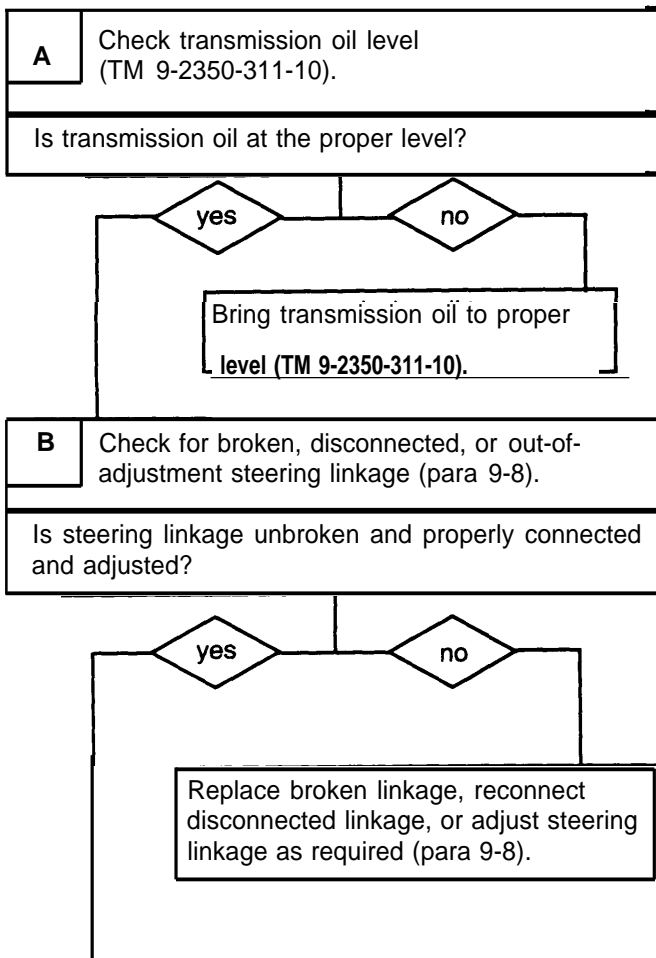 A
Check transmission oil level
(TM 9-2350-311-10).
Is transmission oil at the proper level?
yes
no
Bring transmission oil to proper
level (TM 9-2350-311-10).
B
Check for broken, disconnected, or out-of-
adjustment steering linkage (para 9-8).
Is steering linkage unbroken and properly connected
and adjusted?
yes
no
Replace broken linkage, reconnect
disconnected linkage, or adjust steering
linkage as required (para 9-8).